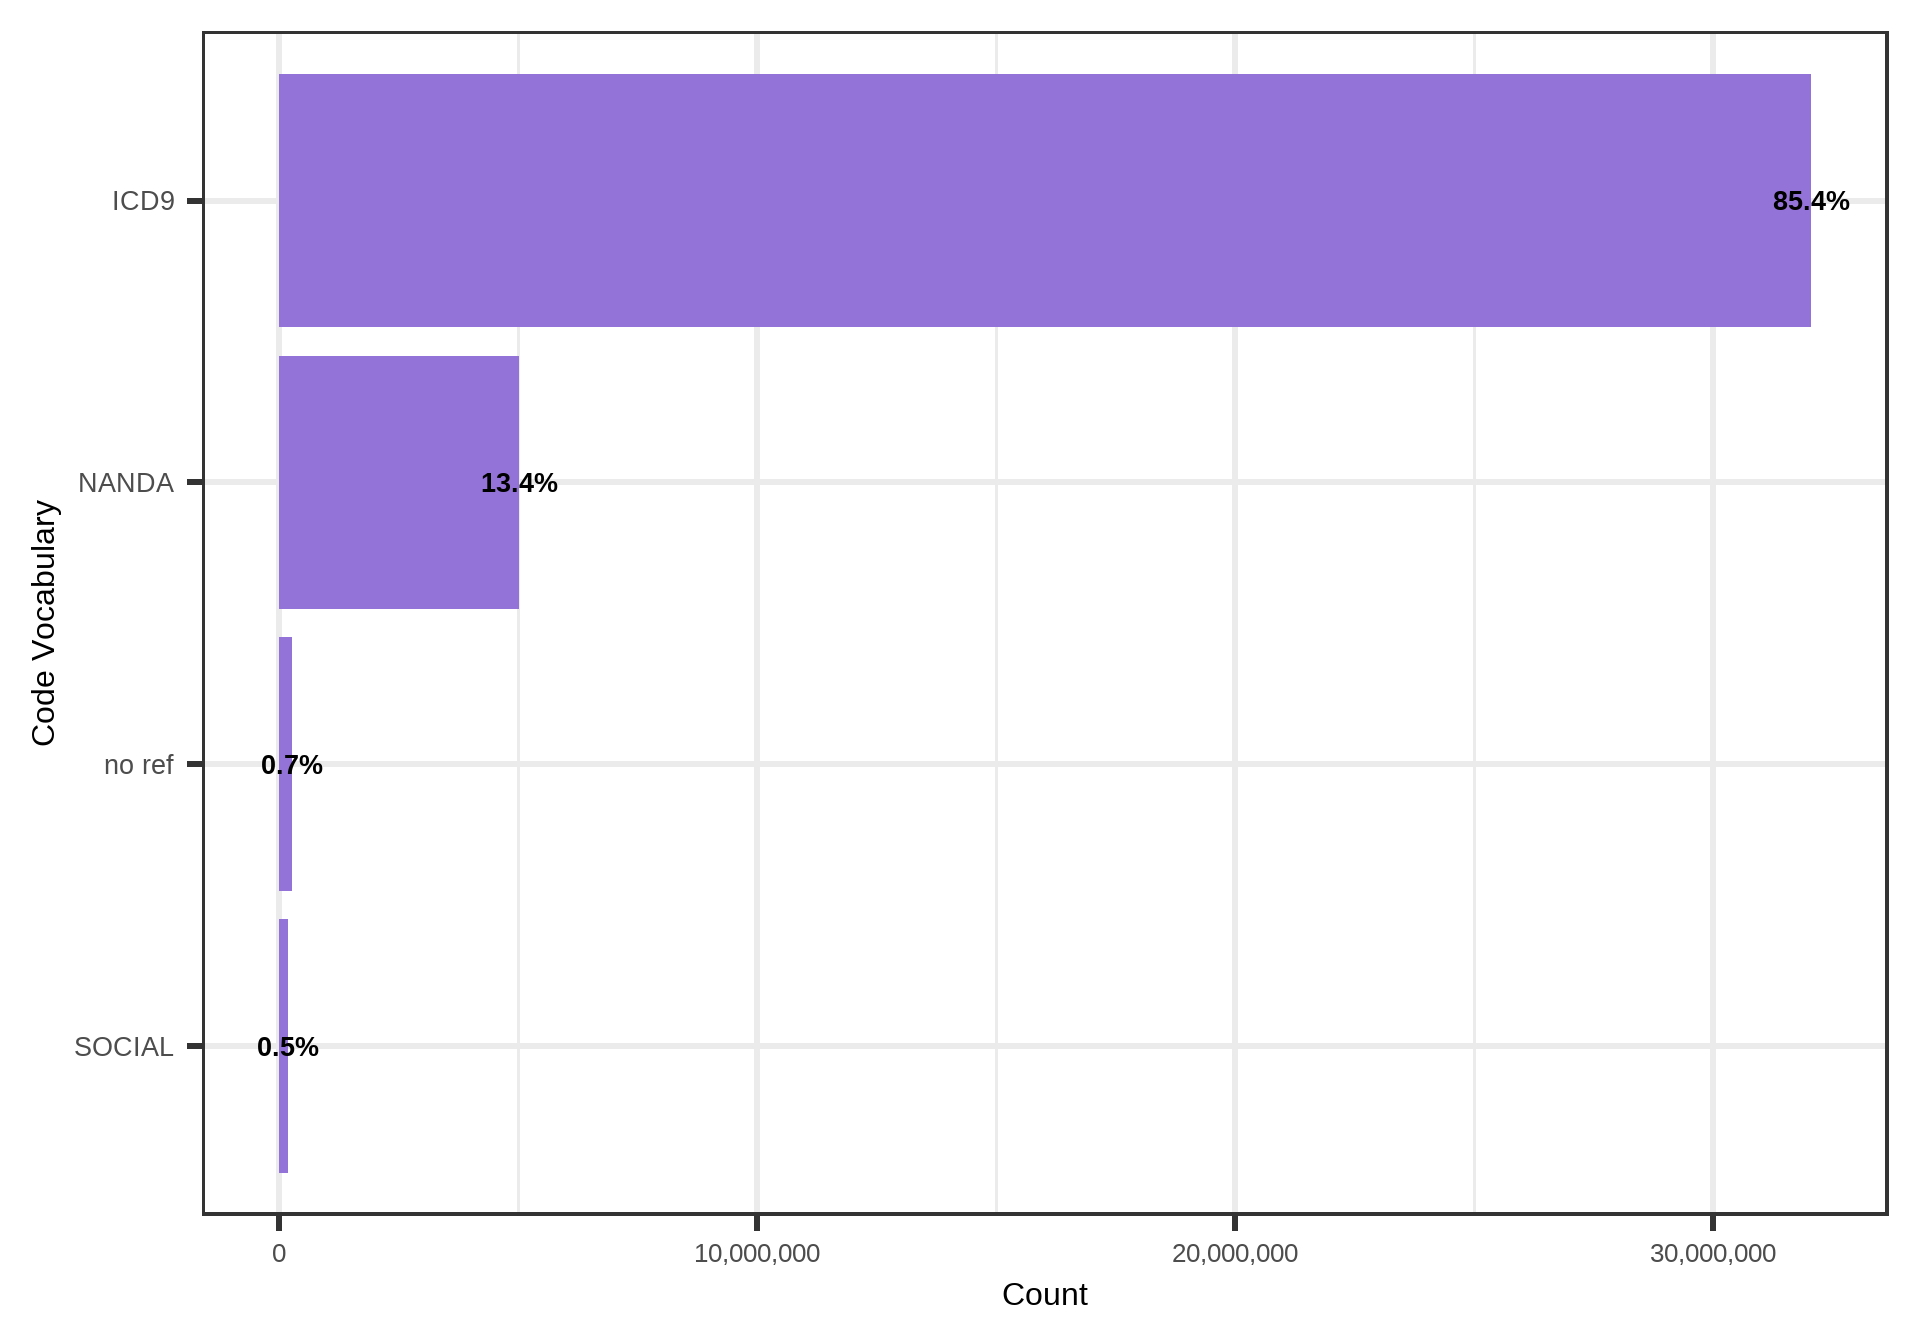 Code Vocabulary
ICD9
85.4%
NANDA
13.4%
no ref
0.7%
SOCIAL
0.5%
0 10,000,000 20,000,000 30,000,000
Count